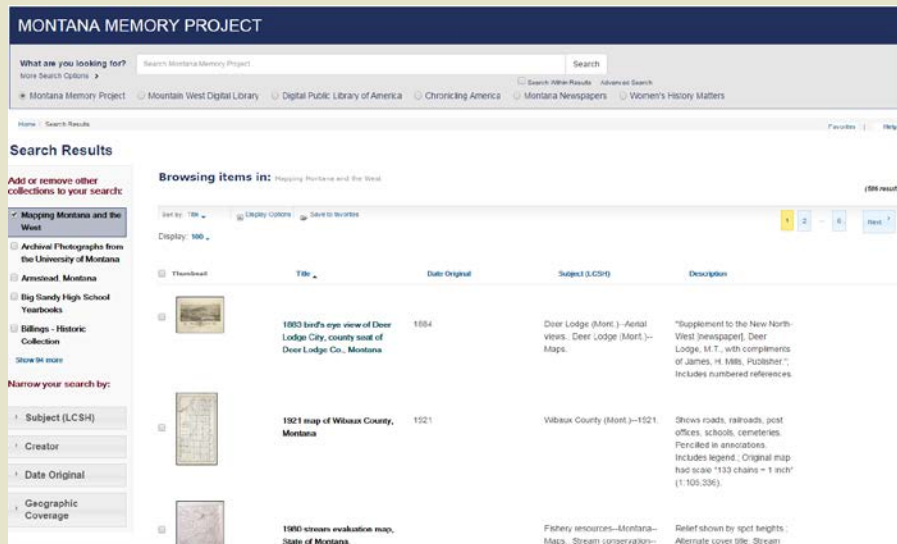 MONTANA MEMORY PROJECT
What are you looking for?
Search Montana Memory Project
Search
More Search Options >
Search Within Results
Advanced Search
Montana Memory Project
Mountain West Digital Library
Digital Public Library of America
Chronicling America
Montana Newspapers
Women's History Matters
Home
Search Results
Favorites | Help
Search Results
Add or remove other
collections to your search:
Mapping Montana and the
West
Archival Photographs from
the University of Montana
Armstead, Montana
Big Sandy High School
Yearbooks
Billings - Historic
Collection
Show 94 more
Narrow your search by:
Subject (LCSH)
Creator
Date Original
Geographic
Coverage
Browsing items in: Mapping Montana and the West
Sort by: Title
Display Options
Save to favorites
1 2 ... 6 Next
Display: 100
Thumbnail
Title
Date Original
Subject (LCSH)
Description
1883 bird's eye view of Deer
Lodge City, county seat of
Deer Lodge Co., Montana
1884
Deer Lodge (Mont.)--Aerial
views.; Deer Lodge (Mont.)--
Maps.
"Supplement to the New North-
West [newspaper], Deer
Lodge, M.T., with compliments
of James, H. Mills, Publisher.";
Includes numbered references.
1921 map of Wibaux County,
Montana
1921
Wibaux County (Mont.)--1921.
Shows roads, railroads, post
offices, schools, cemeteries.
Pencilled in annotations.
Includes legend.; Original map
had scale "133 chains = 1 inch"
(1:105,336).
1980 stream evaluation map,
State of Montana.
Fishery resources--Montana--
Maps.; Stream conservation--
Relief shown by spot heights.;
Alternate cover title: Stream